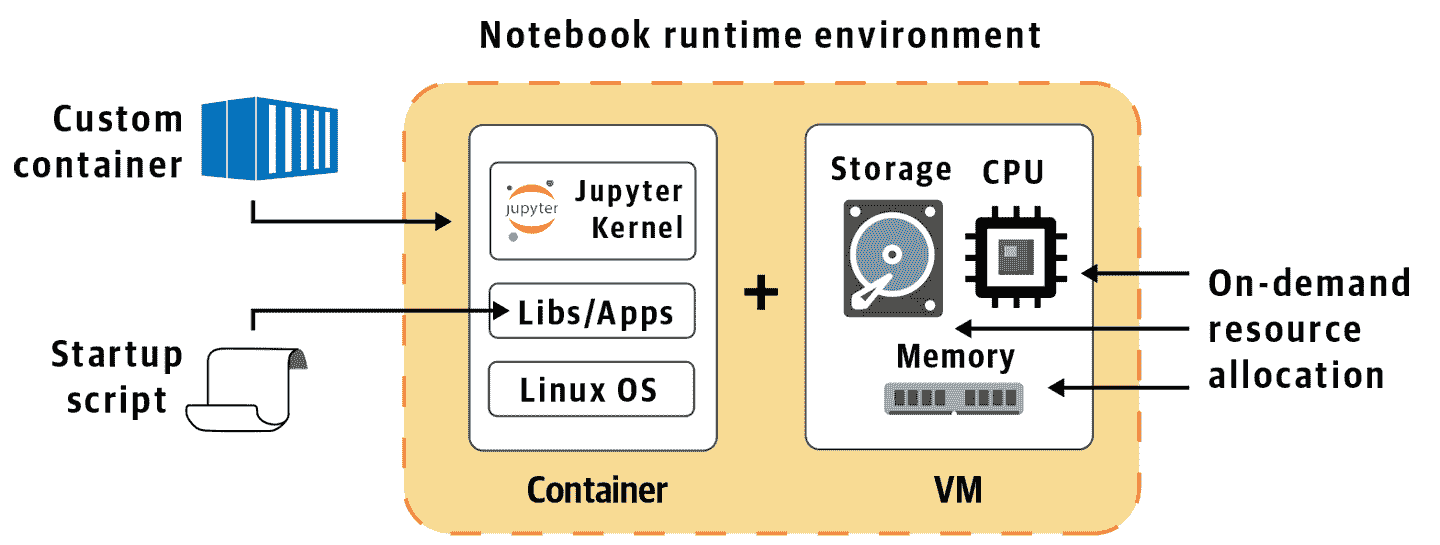 Notebook runtime environment
Custom
container
Startup
script
jupyter
Jupyter
Kernel
Libs/Apps
Linux OS
Container
+
Storage
CPU
Memory
VM
On-demand
resource
allocation